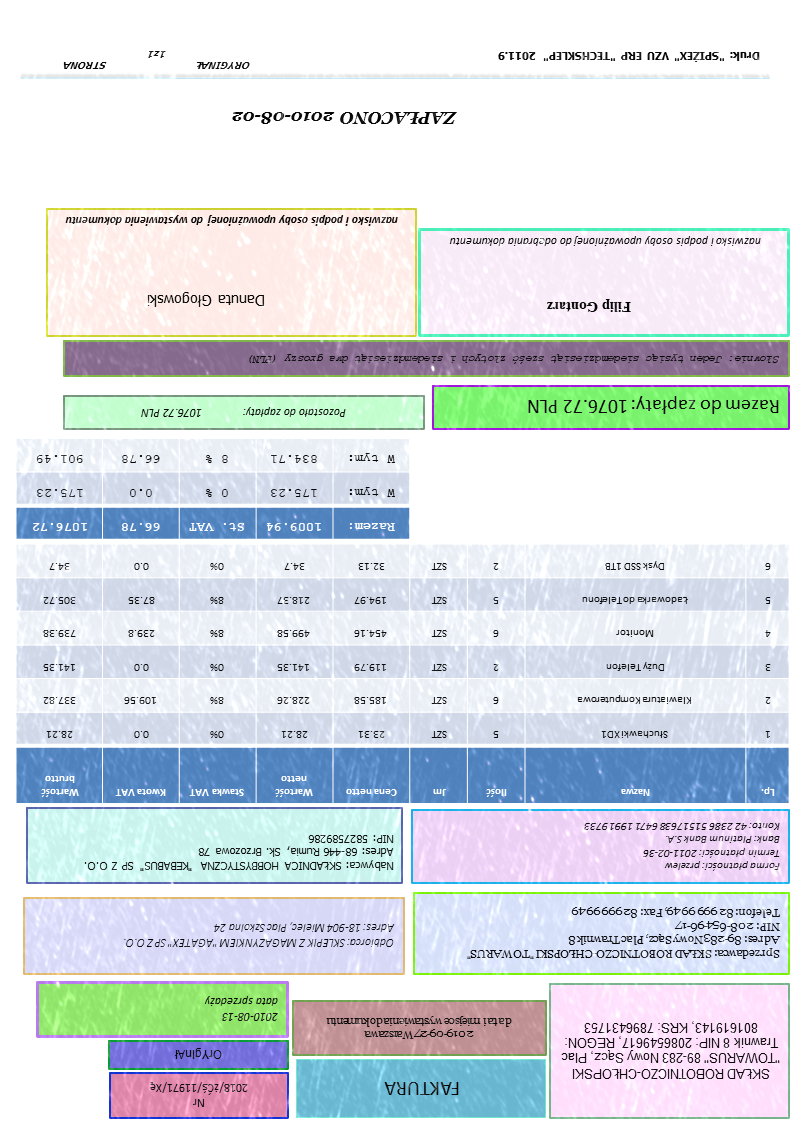 SKŁAD ROBOTNICZO-CHŁOPSKI
"TOWARUS" 89-283 Nowy Sącz, Plac
Trawnik 8 NIP: 2086549617, REGON:
801619143, KRS: 7896431753
FAKTURA
Nr
2018/żćś/11971/Xę
OrYgInAł
2019-09-27Warszawa
data i miejsce wystawienia dokumentu
2010-08-13
data sprzedaży
Sprzedawca: SKŁAD ROBOTNICZO-CHŁOPSKI "TOWARUS"
Adres: 89-283 Nowy Sącz, Plac Trawnik 8
NIP: 208-654-96-17
Telefon: 82 999 99 49 Fax: 82 999 99 49
Odbiorca: SKLEPIK Z MAGAZYNKIEM "AGATEX" SP Z O.O.
Adres: 18-904 Mielec, Plac Szkolna 24
Forma płatności: przelew
Termin płatności: 2011-02-36
Bank: Platinum Bank S.A.
Konto: 42 2386 5151 7638 6471 1991 9733
Nabywca: SKŁADNICA HOBBYSTYCZNA "KEBABUS" SP Z O.O.
Adres: 68-446 Rumia, Sk. Brzozowa 78
NIP: 5827589286
Lp. Nazwa Ilość Jm Cena netto Wartość netto Stawka VAT Kwota VAT Wartość brutto
1 Słuchawki XD1 5 SZT 23.31 28.21 0% 0.0 28.21
2 Klawiatura Komputerowa 6 SZT 185.58 228.26 8% 109.56 337.82
3 Duży Telefon 2 SZT 119.79 141.35 0% 0.0 141.35
4 Monitor 6 SZT 454.16 499.58 8% 239.8 739.38
5 Ładowarka do Telefonu 5 SZT 194.97 218.37 8% 87.35 305.72
6 Dysk SSD 1TB 2 SZT 32.13 34.7 0% 0.0 34.7
Razem: 1009.94 St. VAT 66.78 1076.72
W tym: 175.23 0 % 0.0 175.23
W tym: 834.71 8 % 66.78 901.49
Razem do zapłaty: 1076.72 PLN
Pozostało do zapłaty: 1076.72 PLN
Słownie: Jeden tysiąc siedemdziesiąt sześć złotych i siedemdziesiąt dwa groszy (PLN)
Filip Gontarz
nazwisko i podpis osoby upoważnionej do odbrania dokumentu
Danuta Głogowski
nazwisko i podpis osoby upoważnionej do wystawienia dokumentu
ZAPŁACONO 2010-08-02
Druk: "SPIŻEX" VZU ERP "TECHSKLEP" 2011.9
ORYGINAŁ
1z1
STRONA